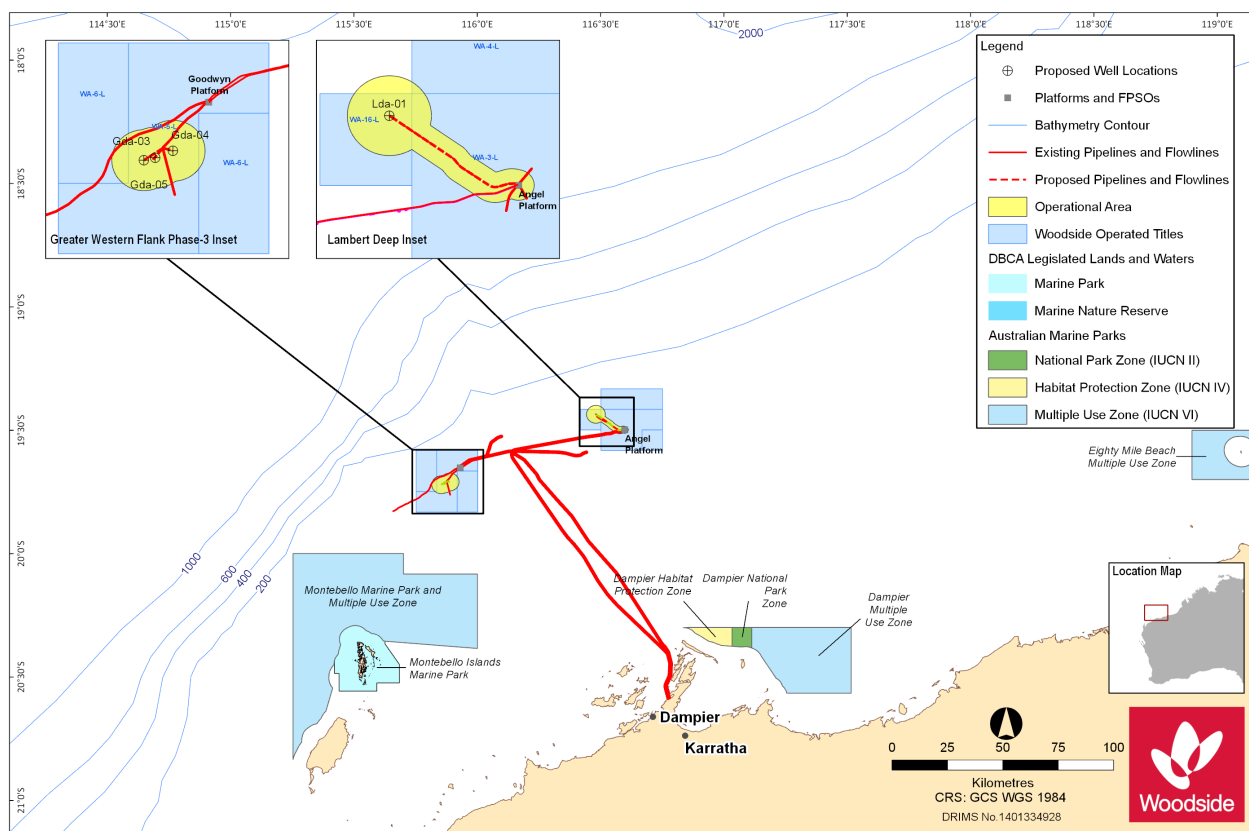 114°30'E
115°0'E
115°30'E
116°0'E
116°30'E
117°0'E
117°30'E
118°0'E
118°30'E
119°0'E
18°0'S
18°30'S
19°0'S
19°30'S
20°0'S
20°30'S
21°0'S
2000
Goodwyn
Platform
WA-6-L
WA-5-L
Gda-03
Gda-04
WA-6-L
Gda-05
Greater Western Flank Phase-3 Inset
WA-4-L
Lda-01
WA-16-L
WA-3-L
Angel
Platform
Lambert Deep Inset
Legend
Proposed Well Locations
Platforms and FPSOs
Bathymetry Contour
Existing Pipelines and Flowlines
Proposed Pipelines and Flowlines
Operational Area
Woodside Operated Titles
DBCA Legislated Lands and Waters
Marine Park
Marine Nature Reserve
Australian Marine Parks
National Park Zone (IUCN II)
Habitat Protection Zone (IUCN IV)
Multiple Use Zone (IUCN VI)
Angel
Platform
Eighty Mile Beach
Multiple Use Zone
1000
600
400
200
Montebello Marine Park and
Multiple Use Zone
Montebello Islands
Marine Park
Dampier Habitat
Protection Zone
Dampier National
Park
Zone
Dampier
Multiple
Use Zone
Dampier
Karratha
Location Map
0 25 50 75 100
Kilometres
CRS: GCS WGS 1984
DRIMS No.1401334928
Woodside